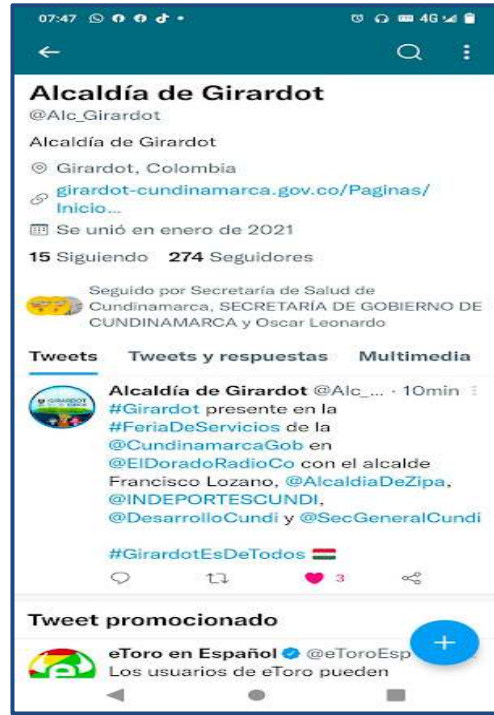 07:47 4G
Alcaldía de Girardot
@Alc_Girardot
Alcaldía de Girardot
Girardot, Colombia
girardot-cundinamarca.gov.co/Paginas/
Inicio...
Se unió en enero de 2021
15 Siguiendo 274 Seguidores
Seguido por Secretaría de Salud de
Cundinamarca, SECRETARÍA DE GOBIERNO DE
CUNDINAMARCA y Oscar Leonardo
Tweets Tweets y respuestas Multimedia
Alcaldía de Girardot @Alc_... · 10min
#Girardot presente en la
#FeriaDeServicios de la
@CundinamarcaGob en
@ElDoradoRadioCo con el alcalde
Francisco Lozano, @AlcaldiaDeZipa,
@INDEPORTESCUNDI,
@DesarrolloCundi y @SecGeneralCundi
#GirardotEsDeTodos
3
Tweet promocionado
eToro en Español @eToroEsp
Los usuarios de eToro pueden